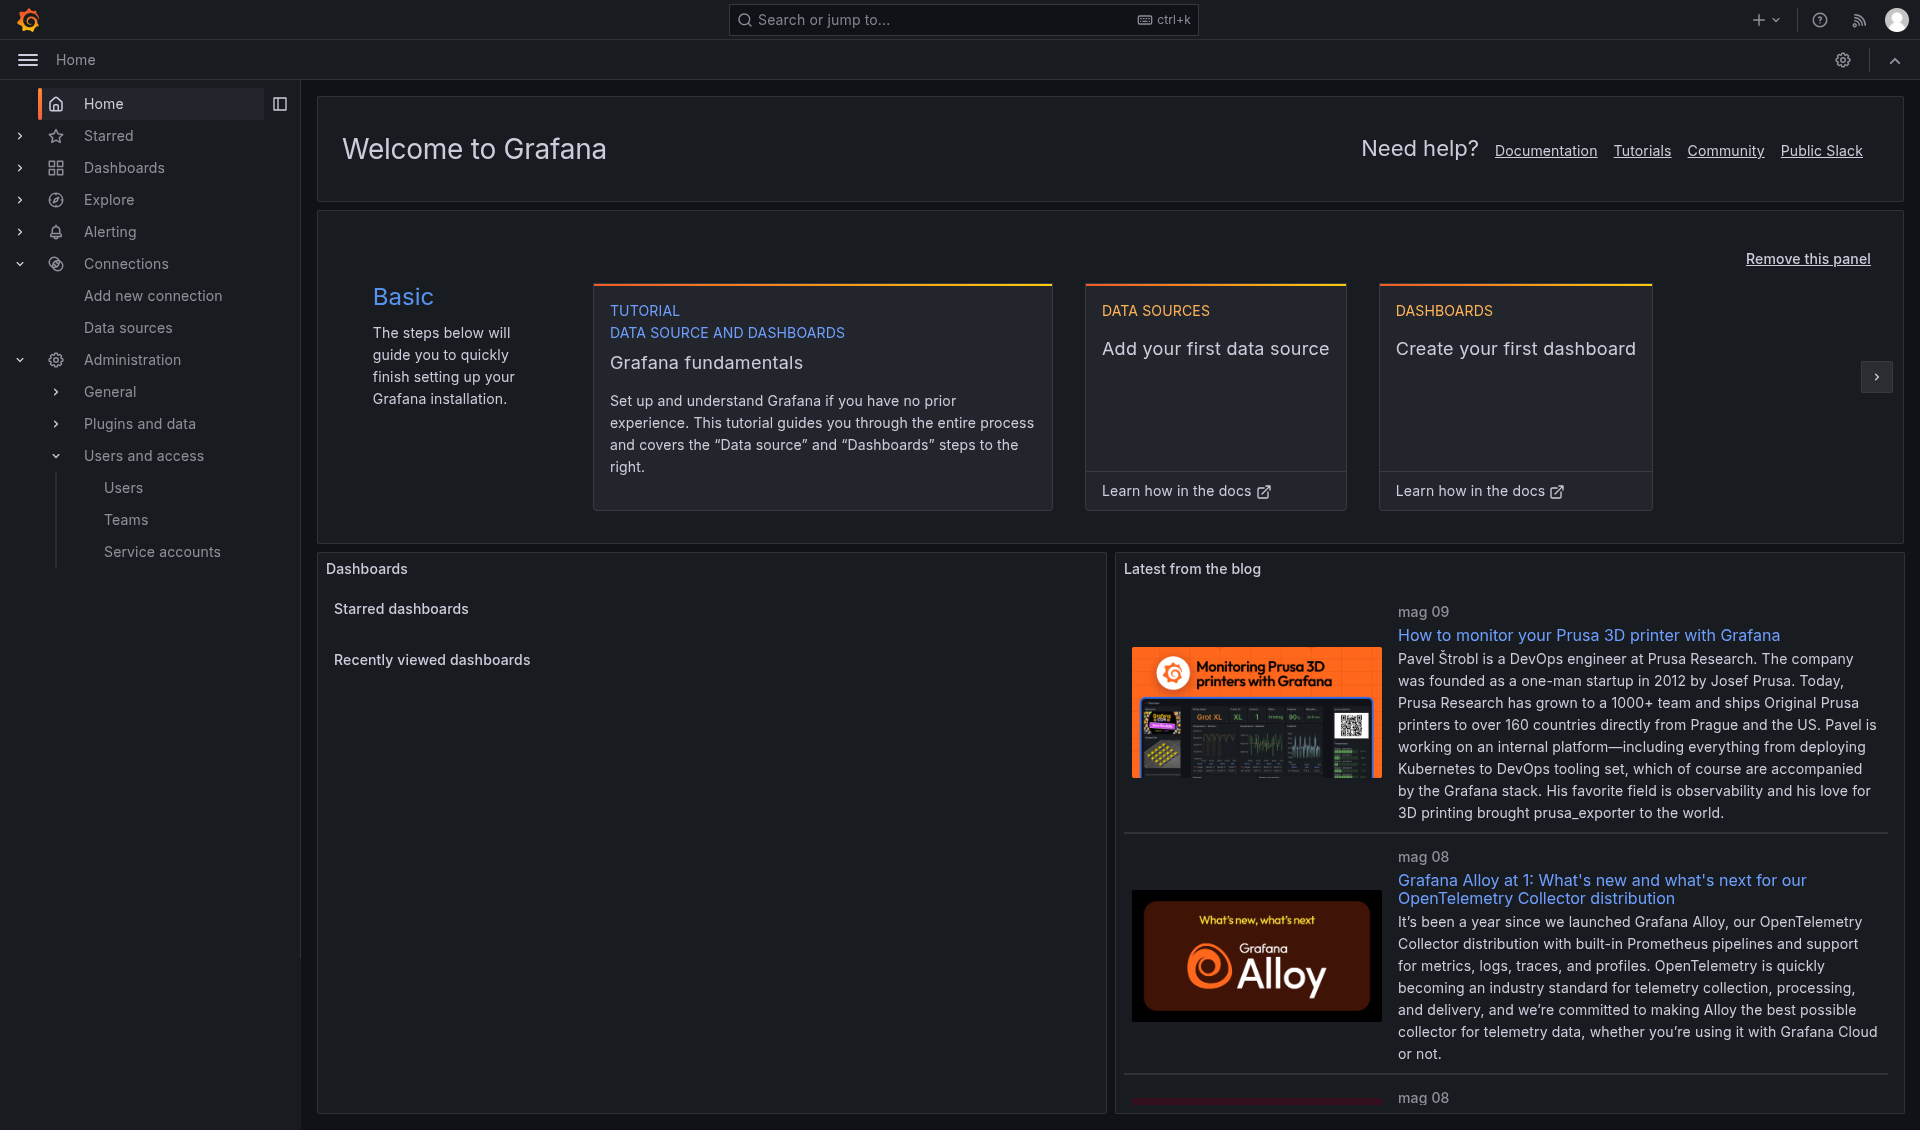 Search or jump to...
ctrl+k
Home
Home
Starred
Dashboards
Explore
Alerting
Connections
Add new connection
Data sources
Administration
General
Plugins and data
Users and access
Users
Teams
Service accounts
Welcome to Grafana
Need help?
Documentation
Tutorials
Community
Public Slack
Remove this panel
Basic
The steps below will
guide you to quickly
finish setting up your
Grafana installation.
TUTORIAL
DATA SOURCE AND DASHBOARDS
Grafana fundamentals
Set up and understand Grafana if you have no prior
experience. This tutorial guides you through the entire process
and covers the “Data source” and “Dashboards” steps to the
right.
DATA SOURCES
Add your first data source
Learn how in the docs
DASHBOARDS
Create your first dashboard
Learn how in the docs
Dashboards
Starred dashboards
Recently viewed dashboards
Latest from the blog
Monitoring Prusa 3D
printers with Grafana
Grot XL
XL
1
Printing
mag 09
How to monitor your Prusa 3D printer with Grafana
Pavel Štrobl is a DevOps engineer at Prusa Research. The company
was founded as a one-man startup in 2012 by Josef Prusa. Today,
Prusa Research has grown to a 1000+ team and ships Original Prusa
printers to over 160 countries directly from Prague and the US. Pavel is
working on an internal platform—including everything from deploying
Kubernetes to DevOps tooling set, which of course are accompanied
by the Grafana stack. His favorite field is observability and his love for
3D printing brought prusa_exporter to the world.
What's new, what's next
Grafana
Alloy
mag 08
Grafana Alloy at 1: What's new and what's next for our
OpenTelemetry Collector distribution
It’s been a year since we launched Grafana Alloy, our OpenTelemetry
Collector distribution with built-in Prometheus pipelines and support
for metrics, logs, traces, and profiles. OpenTelemetry is quickly
becoming an industry standard for telemetry collection, processing,
and delivery, and we’re committed to making Alloy the best possible
collector for telemetry data, whether you’re using it with Grafana Cloud
or not.
mag 08